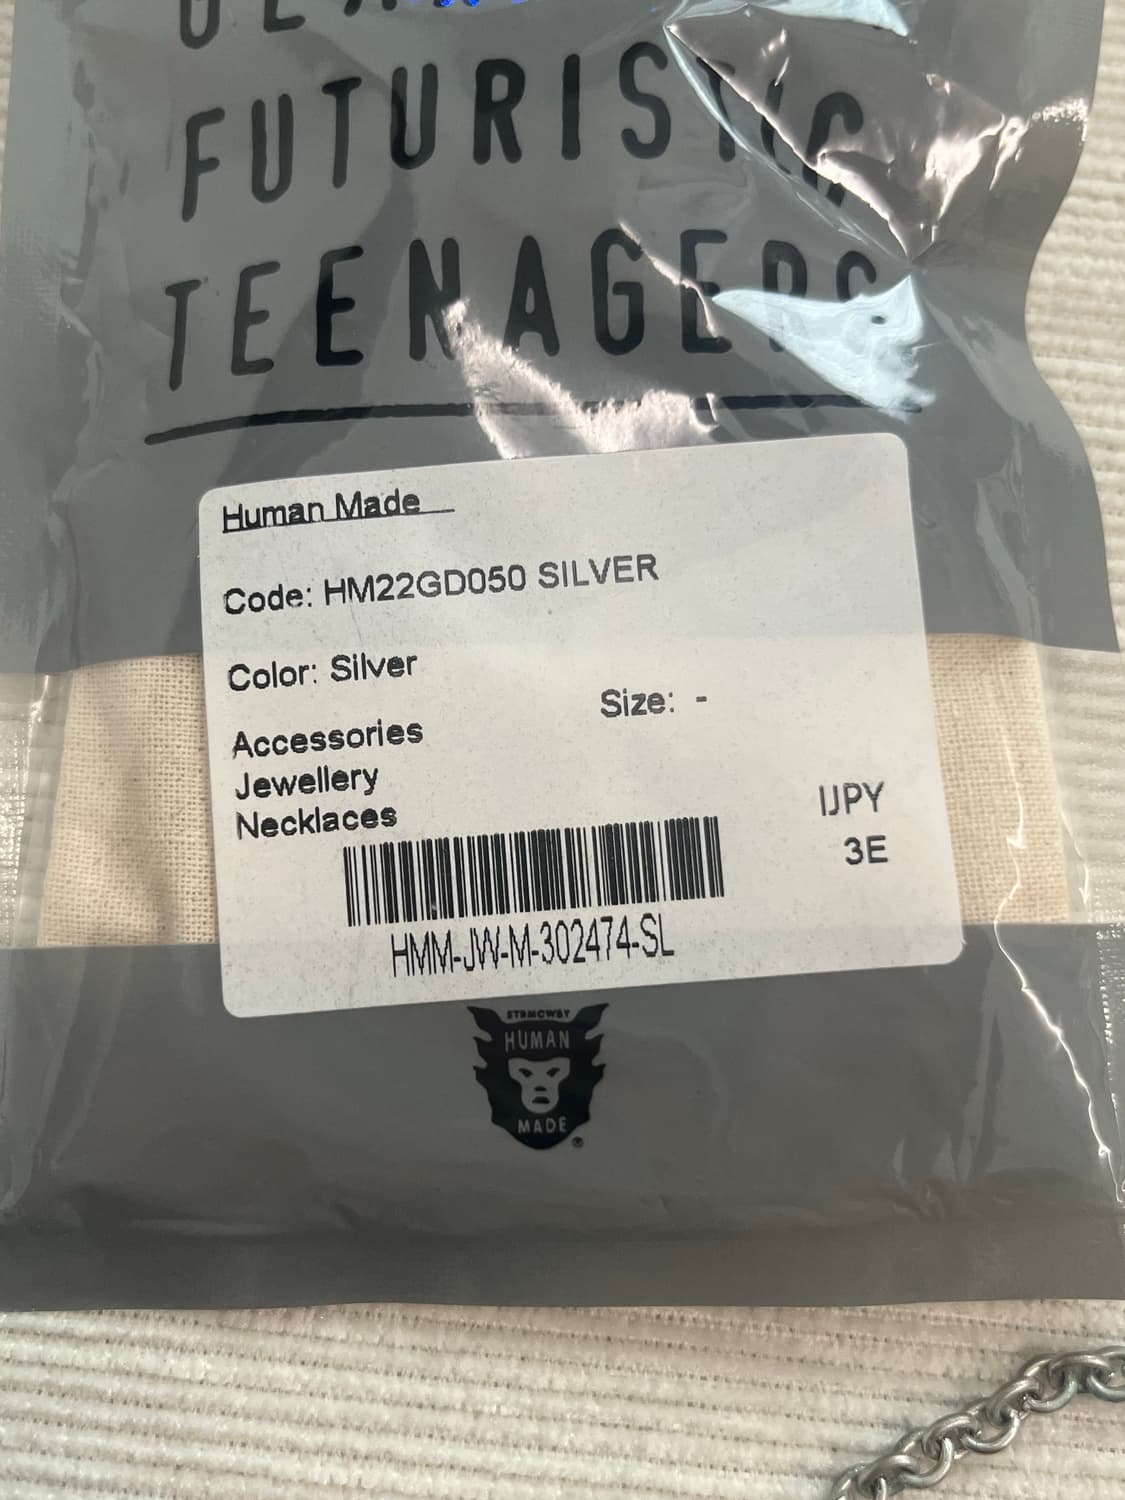 FUTURISTIC
TEENAGERS
Human Made
Code: HM22GD050 SILVER
Color: Silver
Size: -
Accessories
Jewellery
Necklaces
IJPY
3E
HMM-JW-M-302474-SL
STRMCWBY
HUMAN
MADE
®